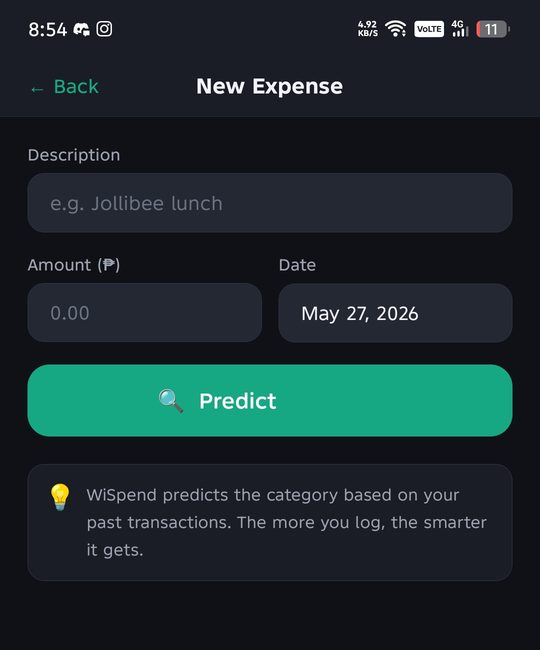 8:54 4.92 KB/S VoLTE 4G 11
← Back New Expense
Description
e.g. Jollibee lunch
Amount (₱) Date
0.00 May 27, 2026
🔍 Predict
💡 WiSpend predicts the category based on your
past transactions. The more you log, the smarter
it gets.